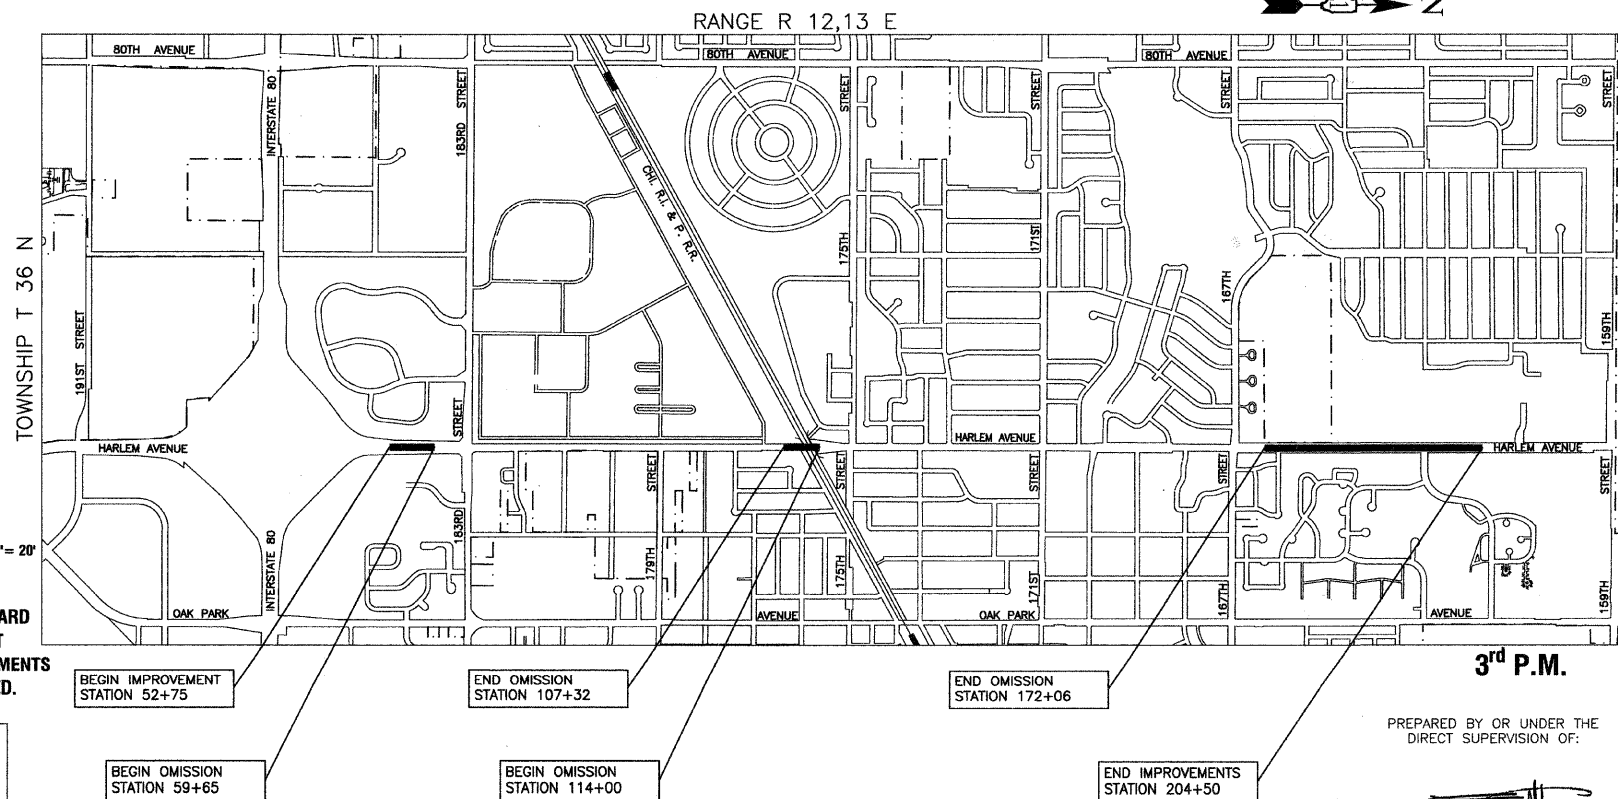 N
RANGE R 12,13 E
80TH AVENUE
80TH AVENUE
80TH AVENUE
INTERSTATE 80
183RD STREET
STREET
STREET
STREET
STREET
CHI. R.I. & P. R.R.
175TH
171ST
167TH
159TH
TOWNSHIP T 36 N
191ST STREET
STREET
HARLEM AVENUE
HARLEM AVENUE
HARLEM AVENUE
STREET
STREET
STREET
STREET
STREET
183RD
179TH
175TH
171ST
167TH
159TH
INTERSTATE 80
OAK PARK
AVENUE
OAK PARK
AVENUE
'= 20'
ARD
T
MENTS
ED.
BEGIN IMPROVEMENT
STATION 52+75
END OMISSION
STATION 107+32
END OMISSION
STATION 172+06
3rd P.M.
PREPARED BY OR UNDER THE
DIRECT SUPERVISION OF:
BEGIN OMISSION
STATION 59+65
BEGIN OMISSION
STATION 114+00
END IMPROVEMENTS
STATION 204+50